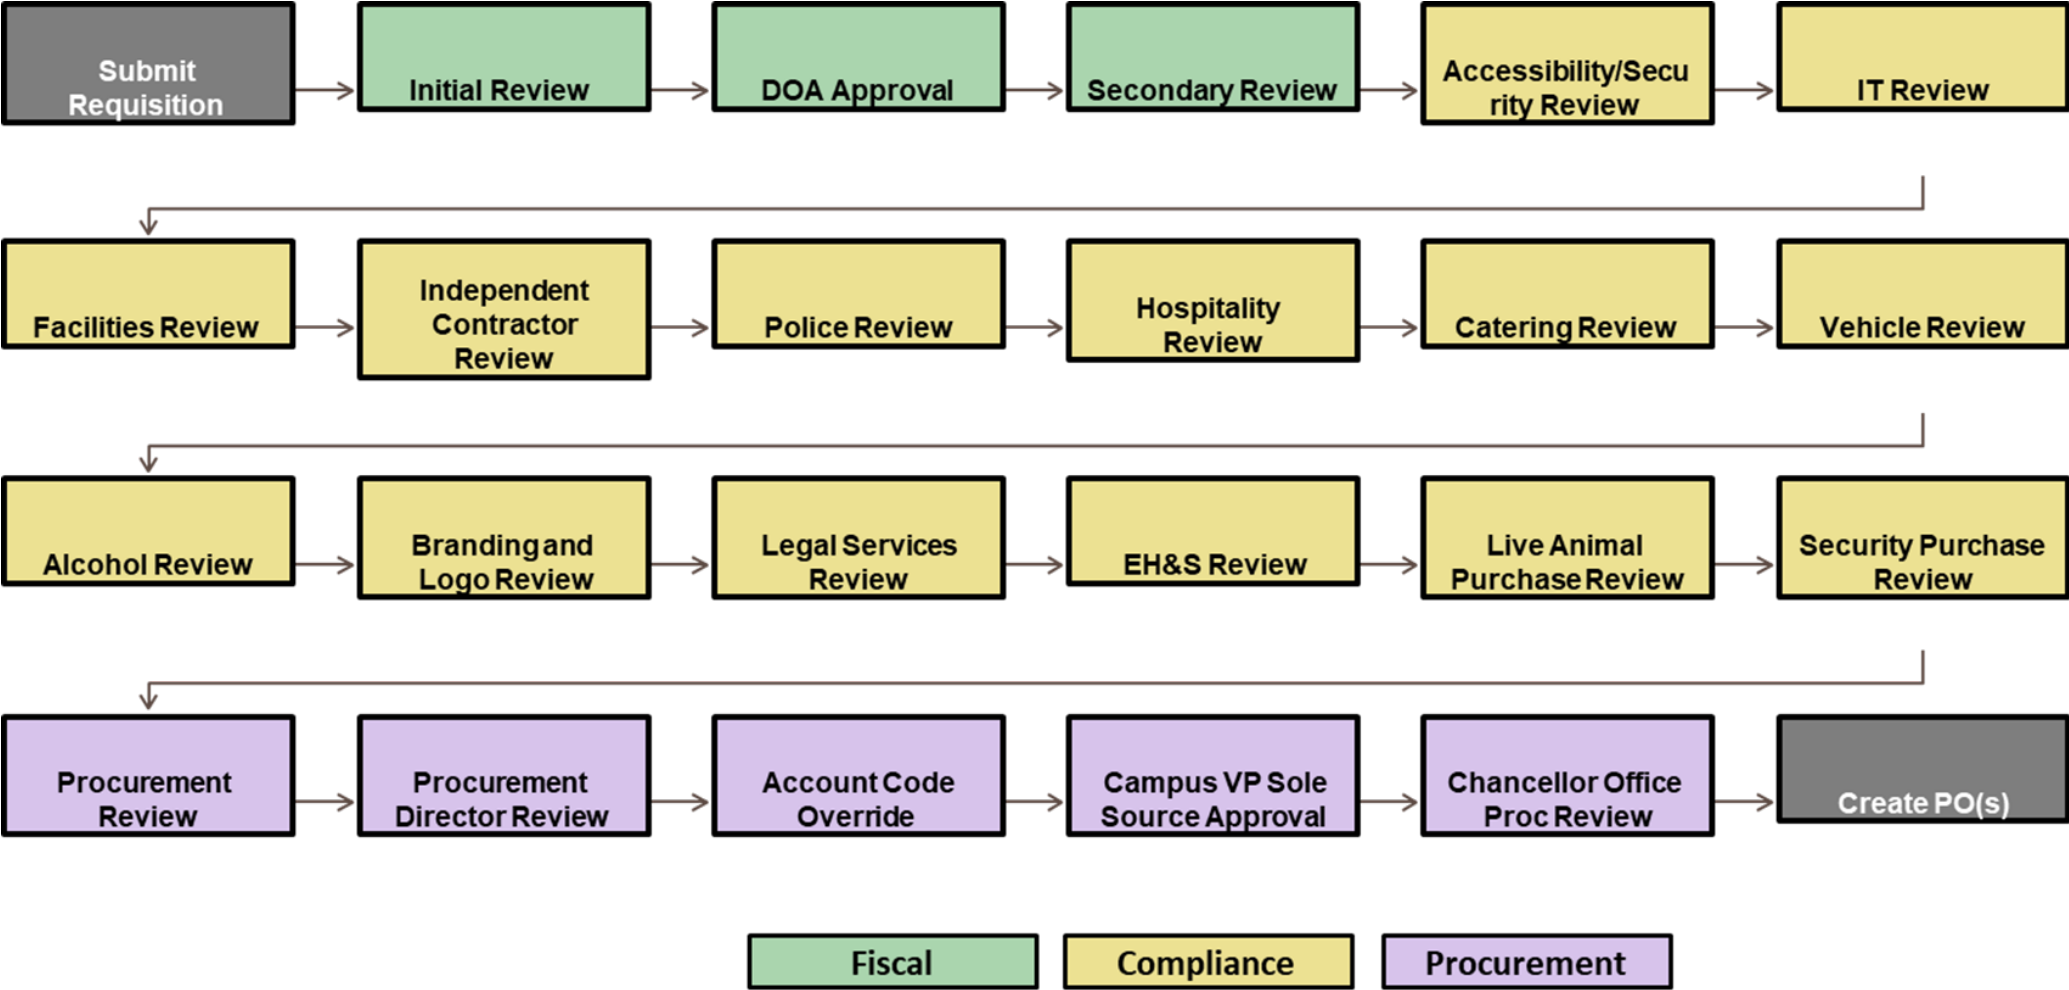 Submit
Requisition
Initial Review
DOA Approval
Secondary Review
Accessibility/Secu
rity Review
IT Review
Facilities Review
Independent
Contractor
Review
Police Review
Hospitality
Review
Catering Review
Vehicle Review
Alcohol Review
Branding and
Logo Review
Legal Services
Review
EH&S Review
Live Animal
Purchase Review
Security Purchase
Review
Procurement
Review
Procurement
Director Review
Account Code
Override
Campus VP Sole
Source Approval
Chancellor Office
Proc Review
Create PO(s)
Fiscal
Compliance
Procurement